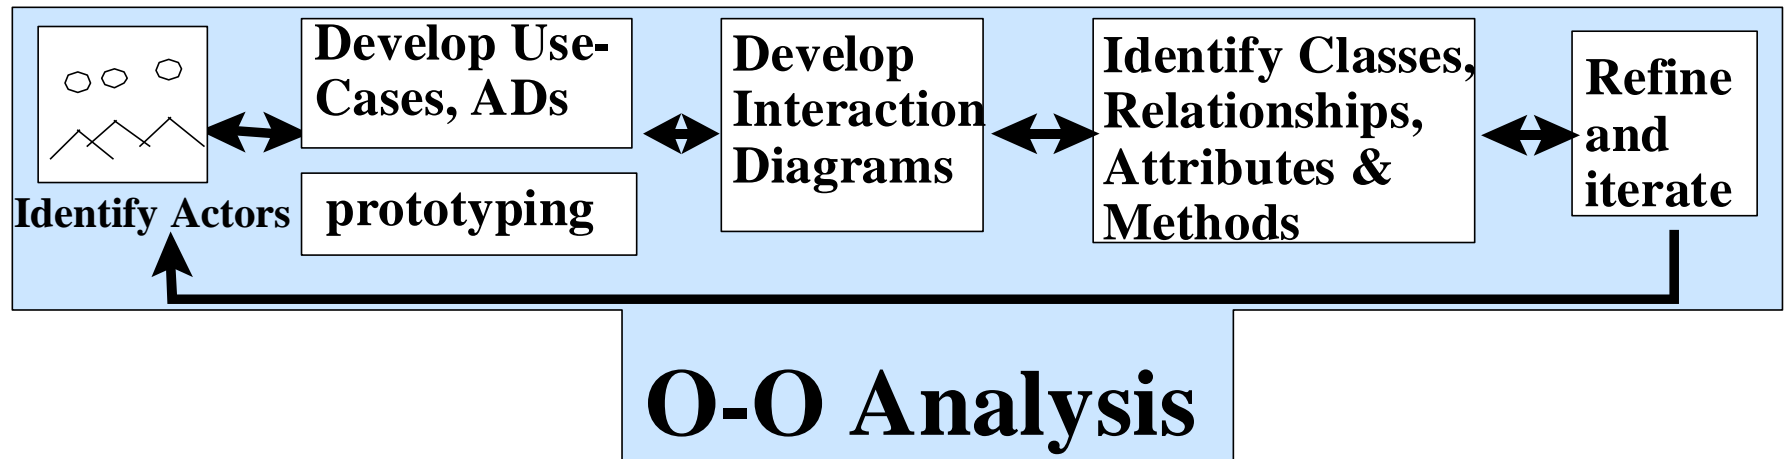 Identify Actors
Develop Use-
Cases, ADs
prototyping
Develop
Interaction
Diagrams
Identify Classes,
Relationships,
Attributes &
Methods
Refine
and
iterate
O-O Analysis